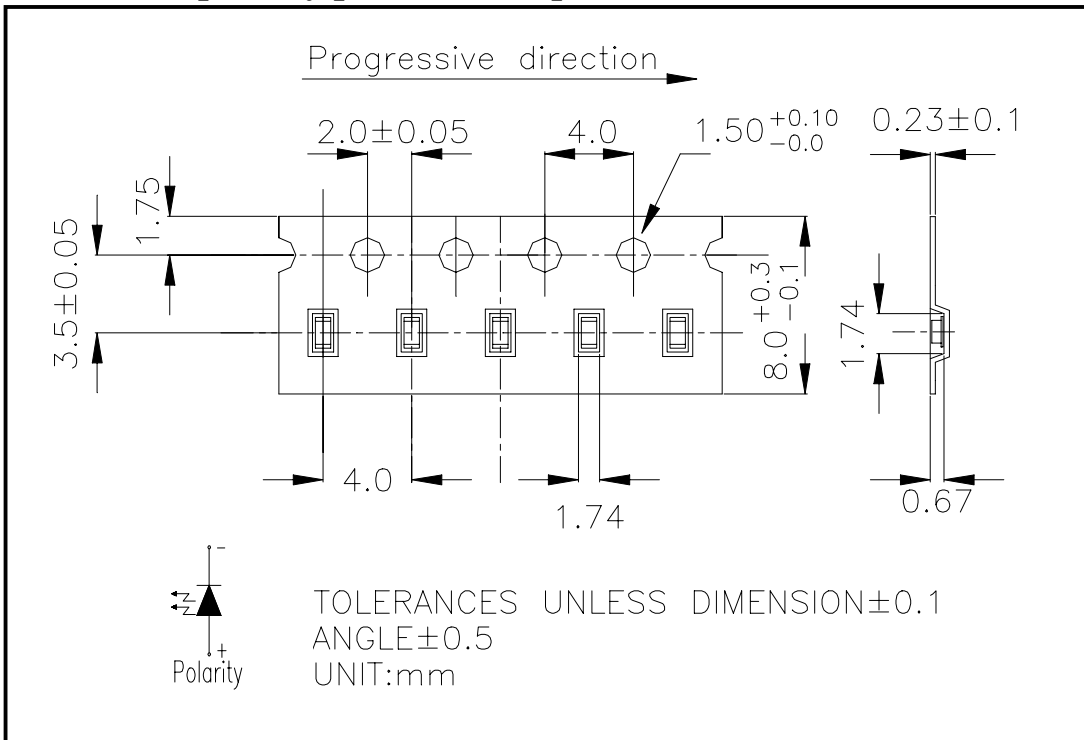 Progressive direction
2.0±0.05
4.0
1.50 +0.10 -0.0
0.23±0.1
1.75
3.5±0.05
8.0 +0.3 -0.1
1.74
4.0
1.74
0.67
-
+
Polarity
TOLERANCES UNLESS DIMENSION±0.1
ANGLE±0.5
UNIT:mm